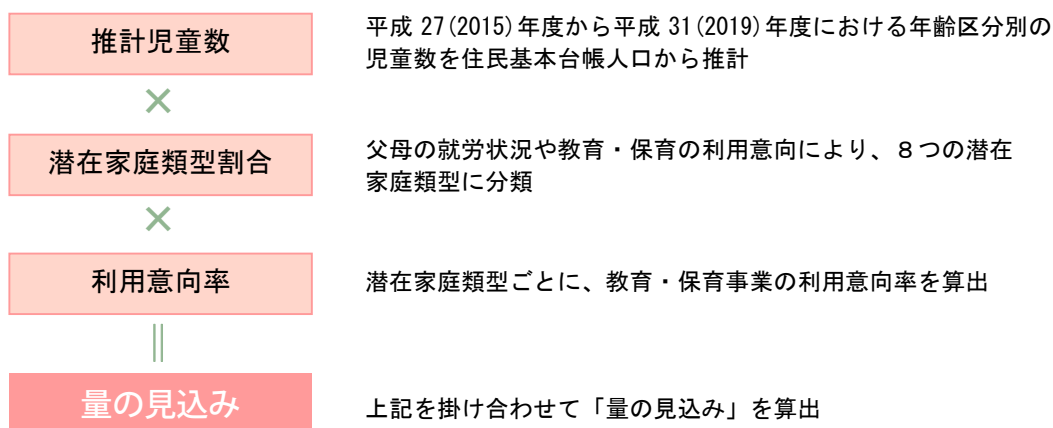 推計児童数
平成 27(2015)年度から平成 31(2019)年度における年齢区分別の
児童数を住民基本台帳人口から推計
×
潜在家庭類型割合
父母の就労状況や教育・保育の利用意向により、８つの潜在
家庭類型に分類
×
利用意向率
潜在家庭類型ごとに、教育・保育事業の利用意向率を算出
||
量の見込み
上記を掛け合わせて「量の見込み」を算出